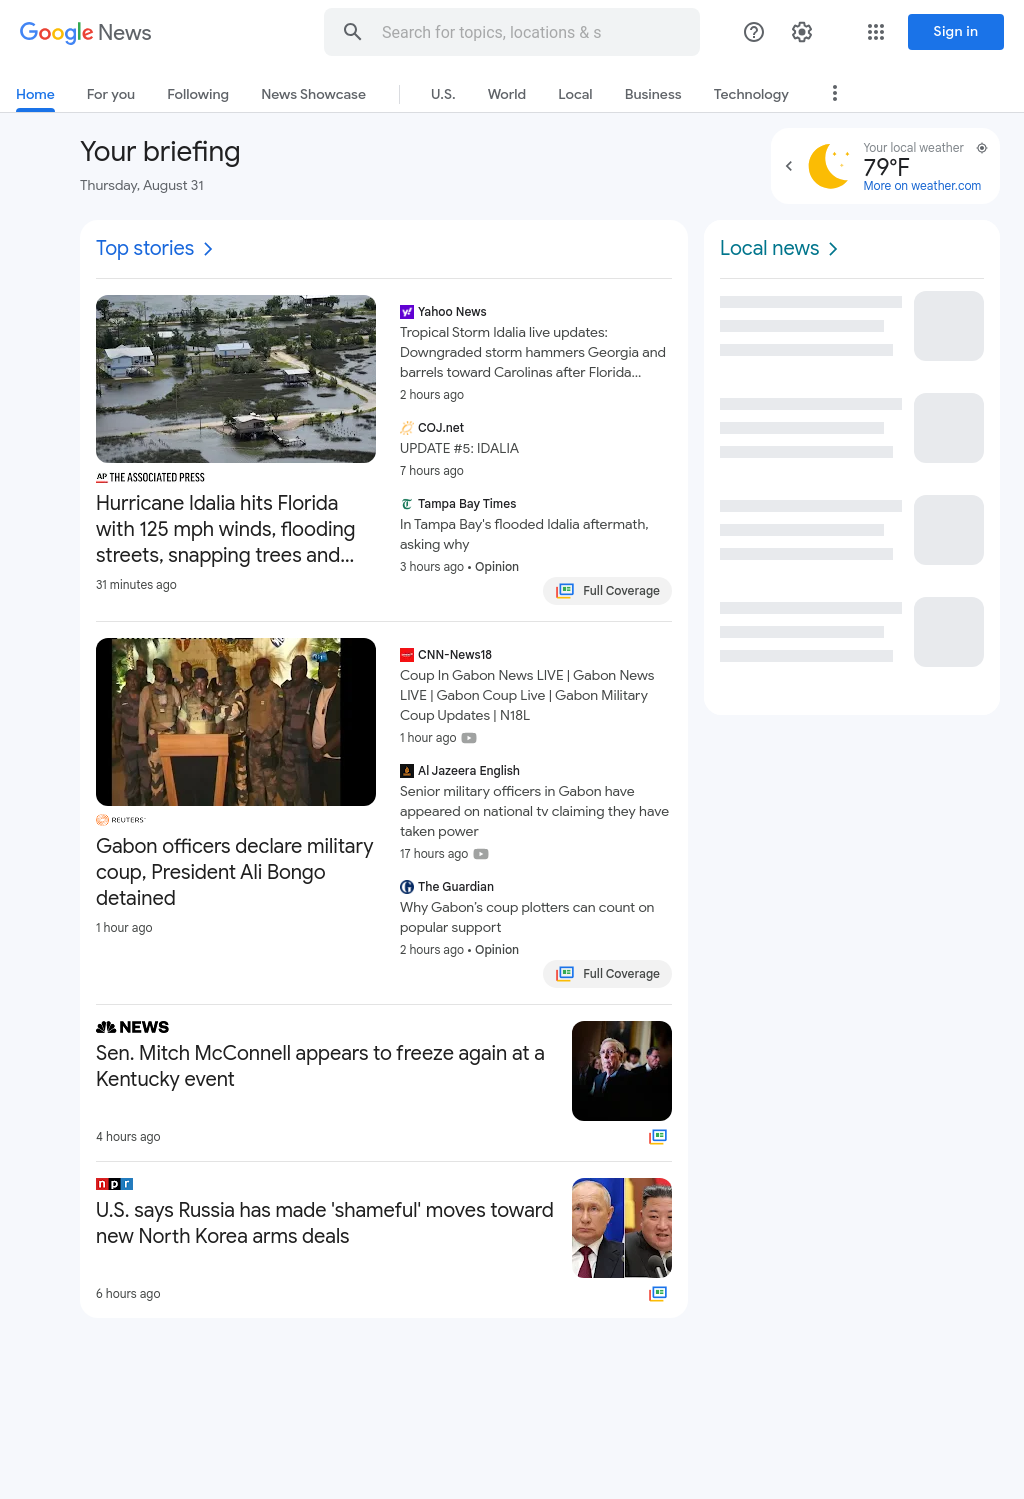 Google News
Search for topics, locations & s
Sign in
Home
For you
Following
News Showcase
U.S.
World
Local
Business
Technology
Your briefing
Thursday, August 31
Your local weather
79°F
More on weather.com
Top stories
THE ASSOCIATED PRESS
AP
Hurricane Idalia hits Florida
with 125 mph winds, flooding
streets, snapping trees and...
31 minutes ago
Yahoo News
Tropical Storm Idalia live updates:
Downgraded storm hammers Georgia and
barrels toward Carolinas after Florida...
2 hours ago
COJ.net
UPDATE #5: IDALIA
7 hours ago
Tampa Bay Times
In Tampa Bay's flooded Idalia aftermath,
asking why
3 hours ago • Opinion
Full Coverage
REUTERS
Gabon officers declare military
coup, President Ali Bongo
detained
1 hour ago
CNN-News18
Coup In Gabon News LIVE | Gabon News
LIVE | Gabon Coup Live | Gabon Military
Coup Updates | N18L
1 hour ago
Al Jazeera English
Senior military officers in Gabon have
appeared on national tv claiming they have
taken power
17 hours ago
The Guardian
Why Gabon's coup plotters can count on
popular support
2 hours ago • Opinion
Full Coverage
NEWS
Sen. Mitch McConnell appears to freeze again at a
Kentucky event
4 hours ago
npr
U.S. says Russia has made 'shameful' moves toward
new North Korea arms deals
6 hours ago
Local news